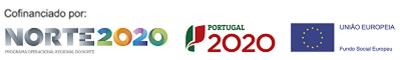 Cofinanciado por:
NORTE2020
PROGRAMA OPERACIONAL REGIONAL DO NORTE
PORTUGAL
2020
UNIÃO EUROPEIA
Fundo Social Europeu